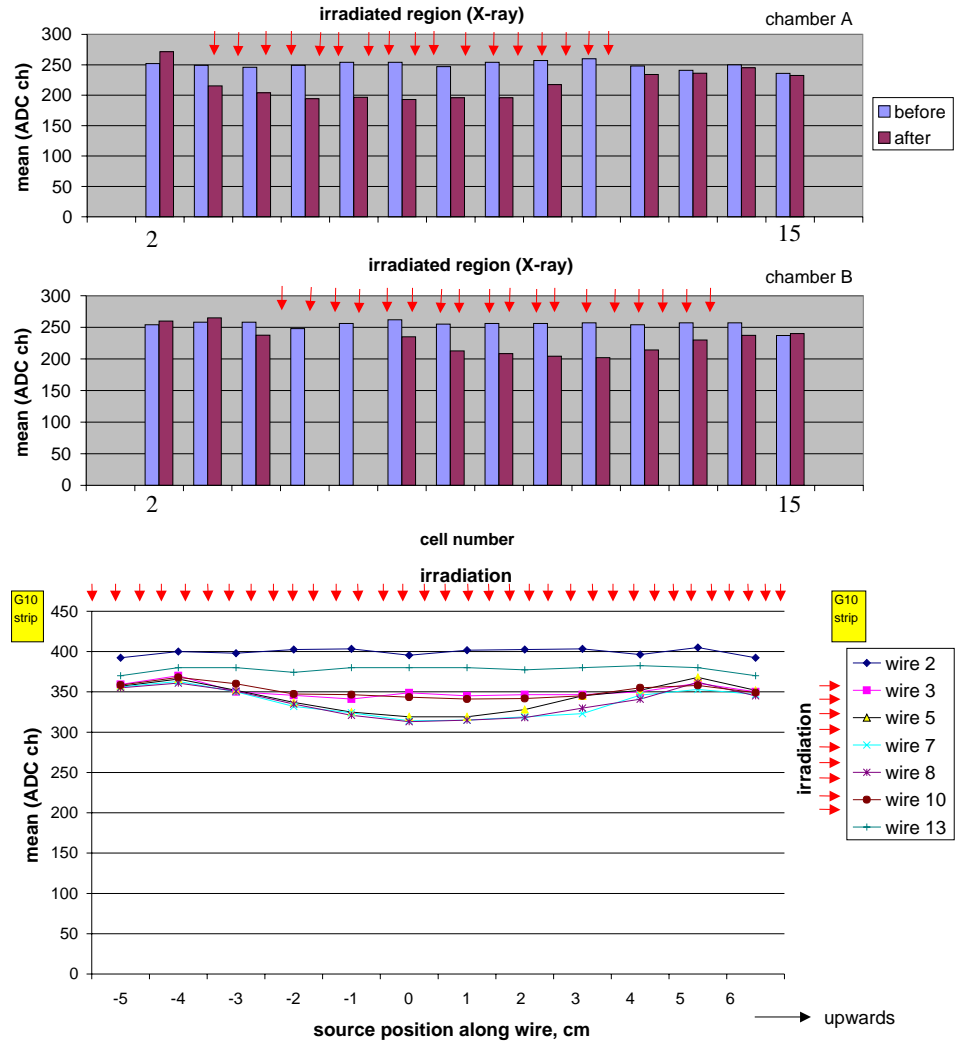 irradiated region (X-ray)
chamber A
mean (ADC ch)
300
250
200
150
100
50
0
2
15
before
after
irradiated region (X-ray)
chamber B
mean (ADC ch)
300
250
200
150
100
50
0
2
15
cell number
irradiation
G10
strip
G10
strip
mean (ADC ch)
450
400
350
300
250
200
150
100
50
0
-5 -4 -3 -2 -1 0 1 2 3 4 5 6
source position along wire, cm
upwards
irradiation
wire 2
wire 3
wire 5
wire 7
wire 8
wire 10
wire 13